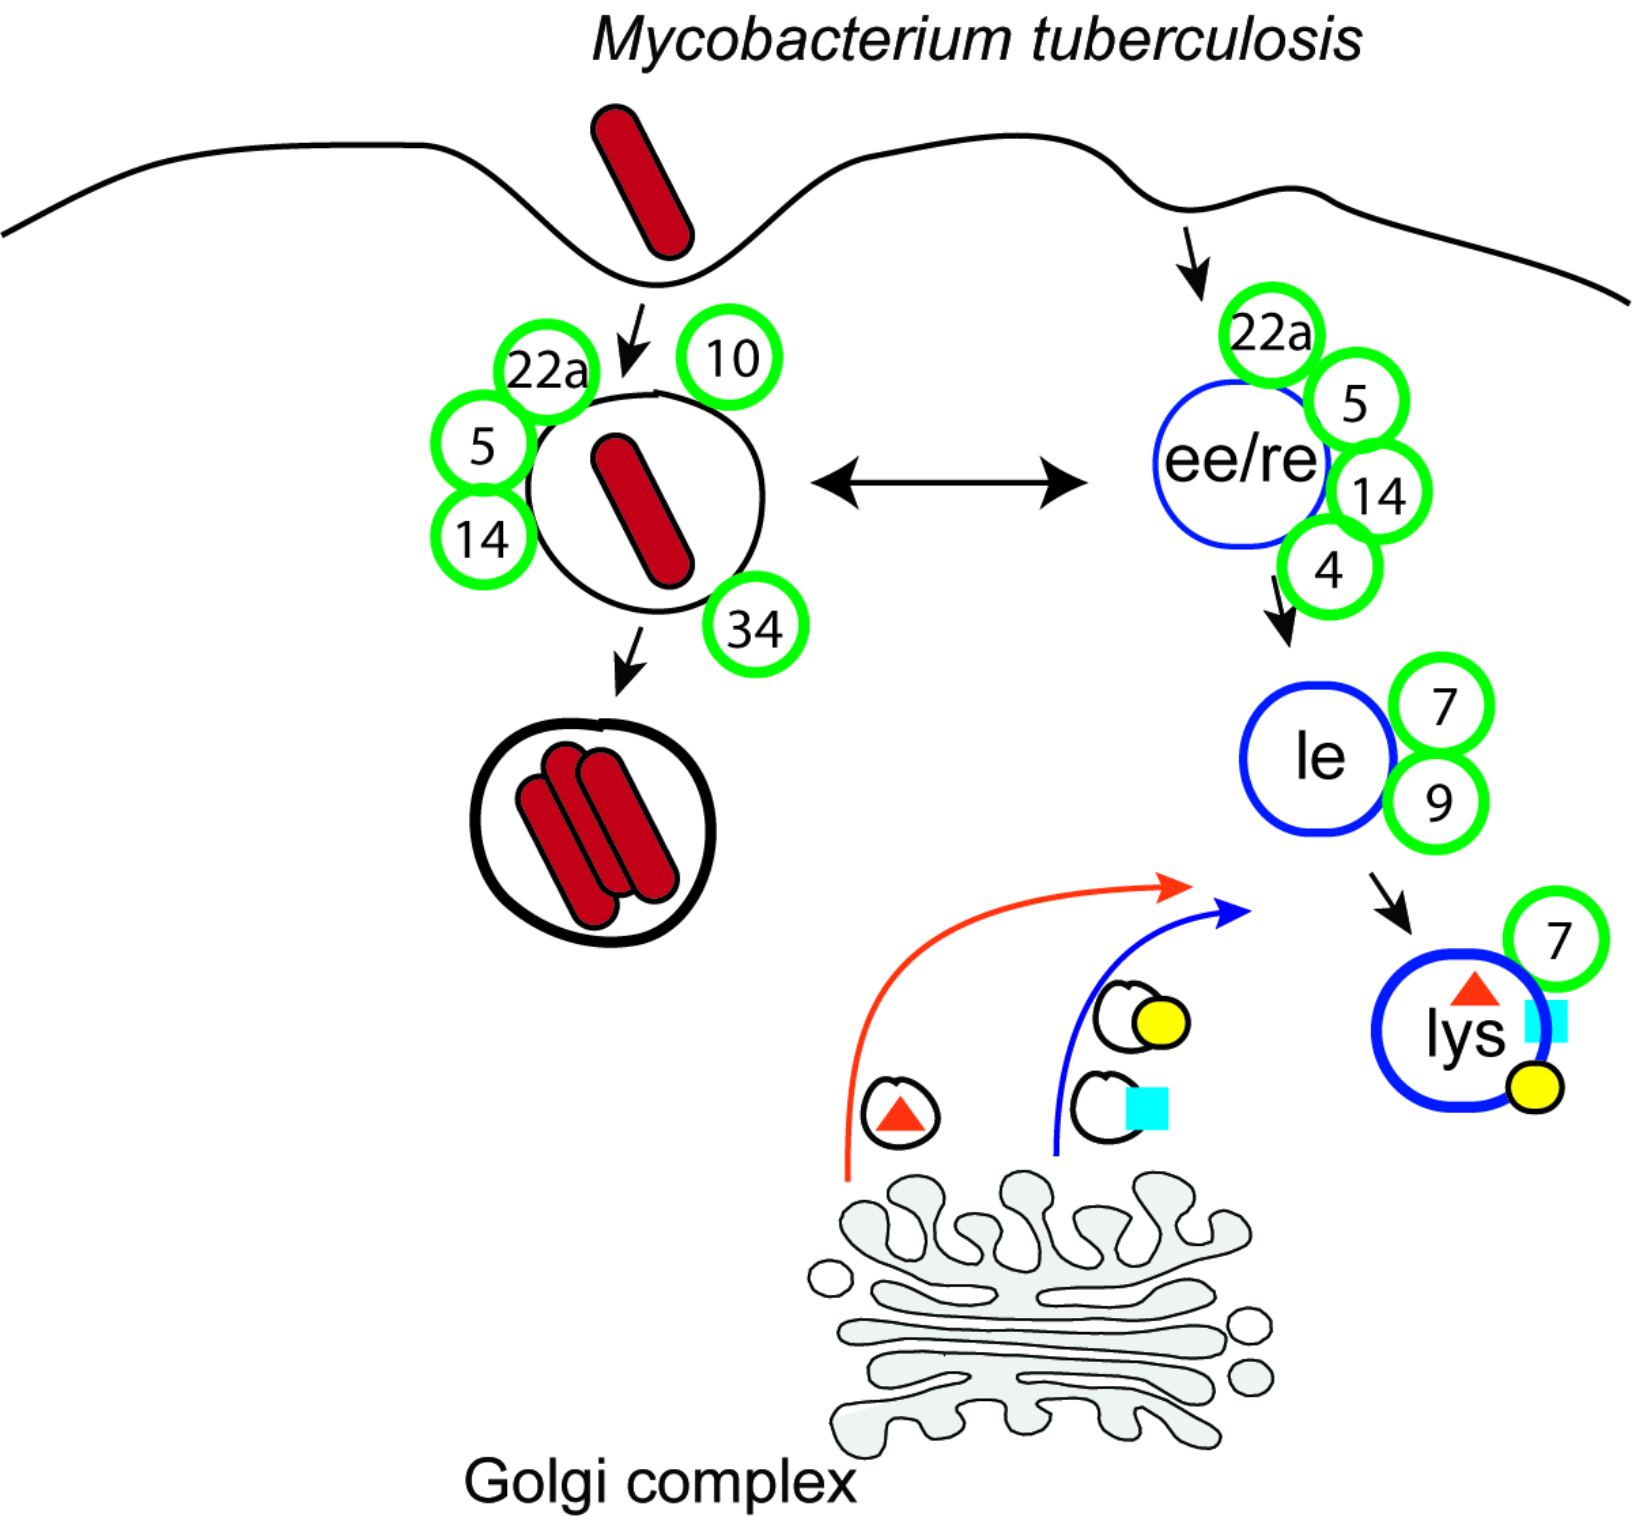 Mycobacterium tuberculosis
22a
10
5
14
34
22a
5
ee/re
14
4
7
le
9
7
lys
Golgi complex